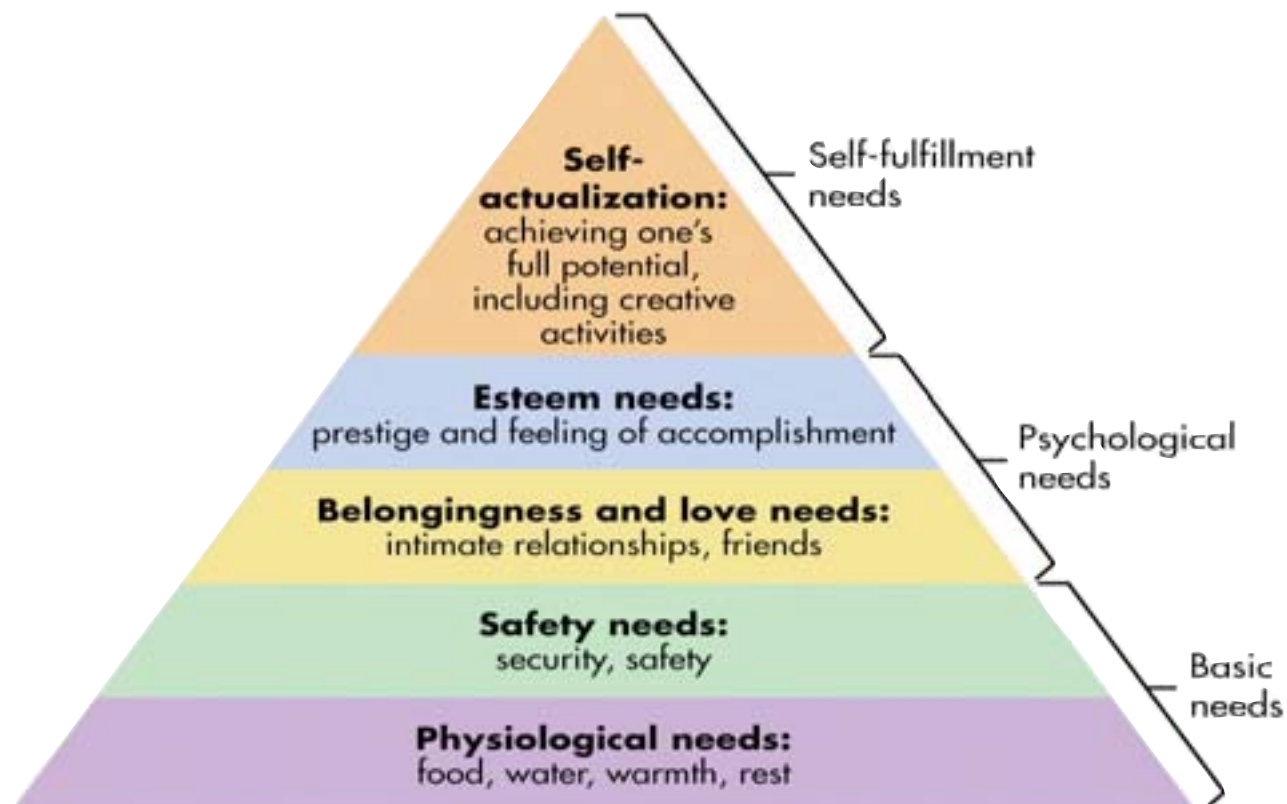 Self-
actualization:
achieving one's
full potential,
including creative
activities
Self-fulfillment
needs
Esteem needs:
prestige and feeling of accomplishment
Psychological
needs
Belongingness and love needs:
intimate relationships, friends
Safety needs:
security, safety
Basic
needs
Physiological needs:
food, water, warmth, rest